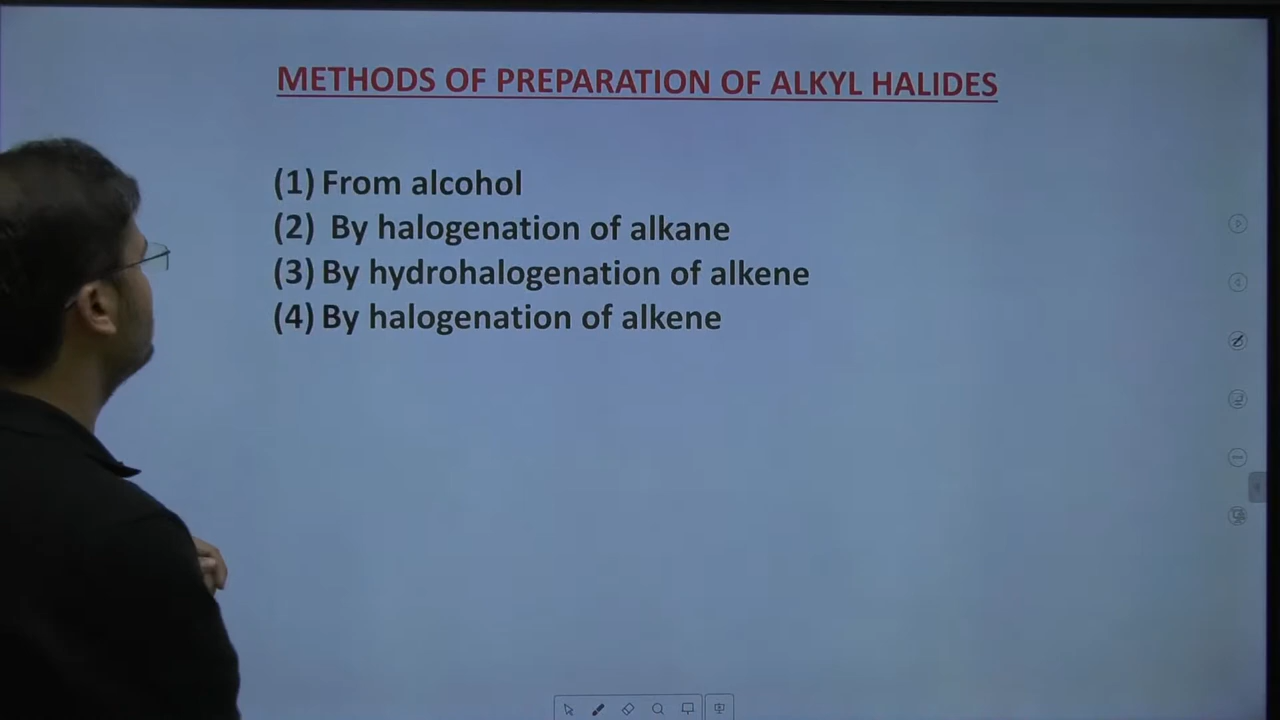 METHODS OF PREPARATION OF ALKYL HALIDES
(1) From alcohol
(2) By halogenation of alkane
(3) By hydrohalogenation of alkene
(4) By halogenation of alkene